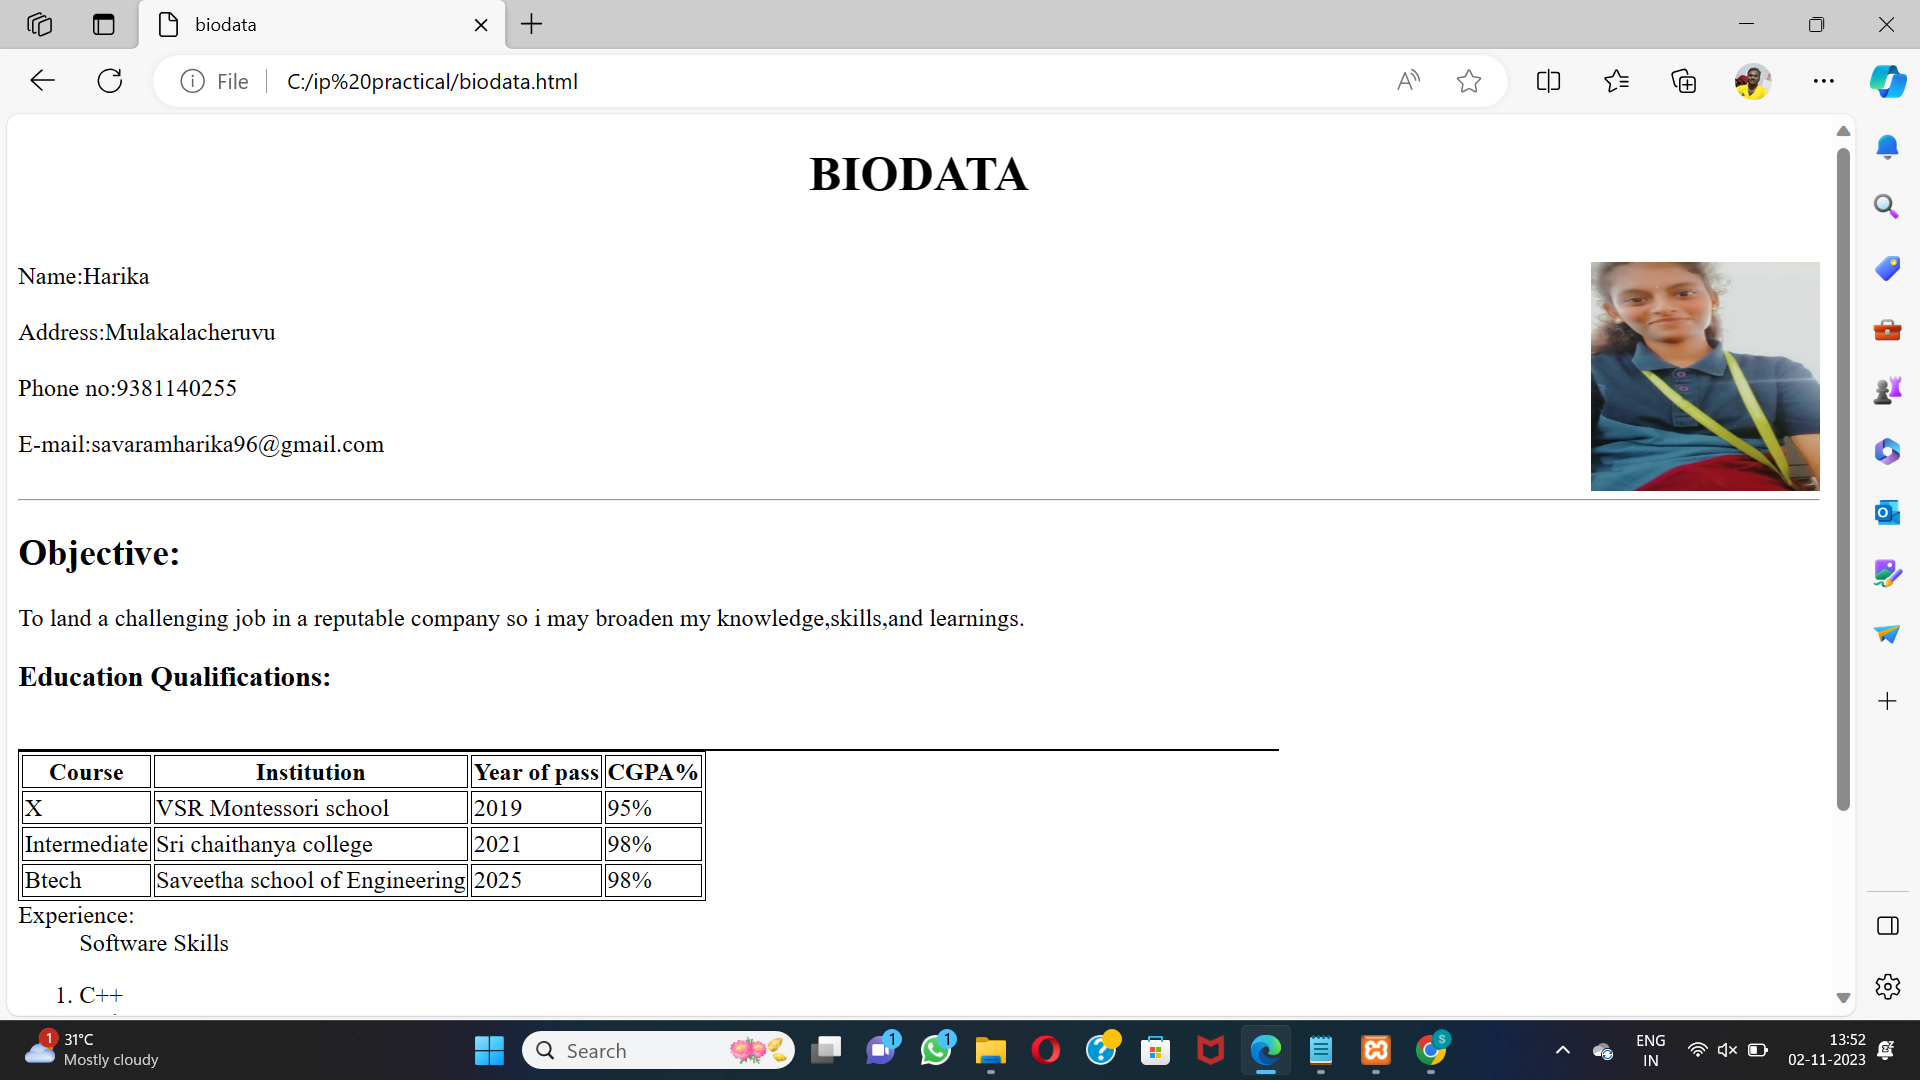 biodata
File
C:/ip%20practical/biodata.html
BIODATA
Name:Harika
Address:Mulakalacheruvu
Phone no:9381140255
E-mail:savaramharika96@gmail.com
Objective:
To land a challenging job in a reputable company so i may broaden my knowledge,skills,and learnings.
Education Qualifications:
Course Institution Year of pass CGPA%
X VSR Montessori school 2019 95%
Intermediate Sri chaithanya college 2021 98%
Btech Saveetha school of Engineering 2025 98%
Experience:
Software Skills
1. C++
1
31°C
Mostly cloudy
Search
1
1
S
ENG
IN
13:52
02-11-2023